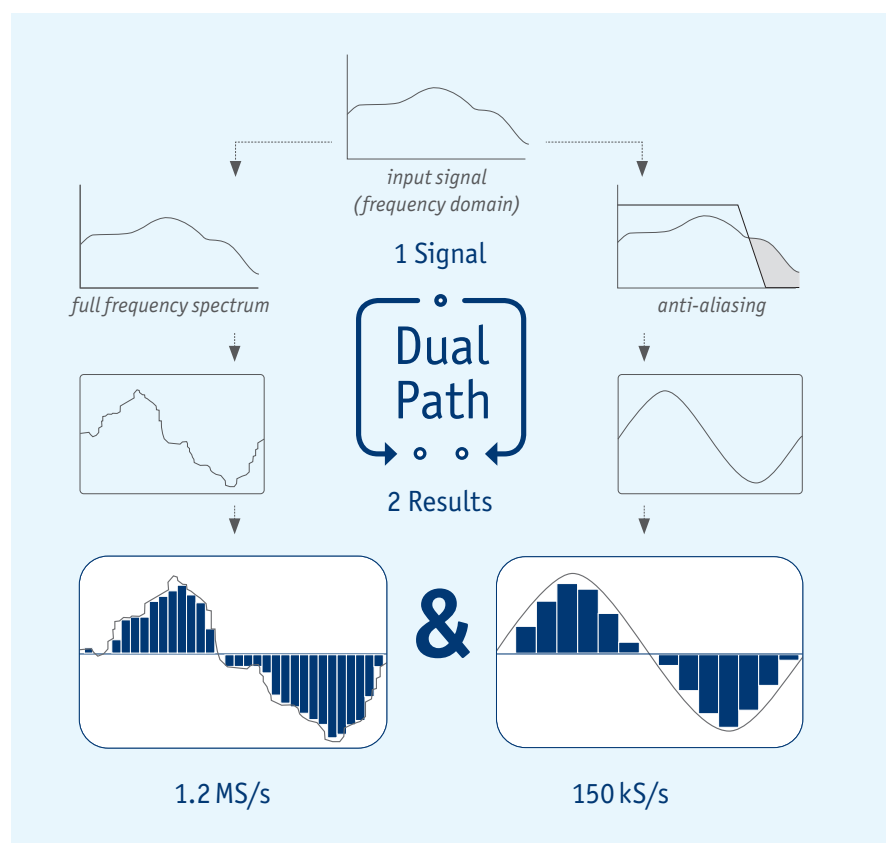 input signal
(frequency domain)
1 Signal
full frequency spectrum
anti-aliasing
Dual
Path
2 Results
&
1.2 MS/s
150 kS/s